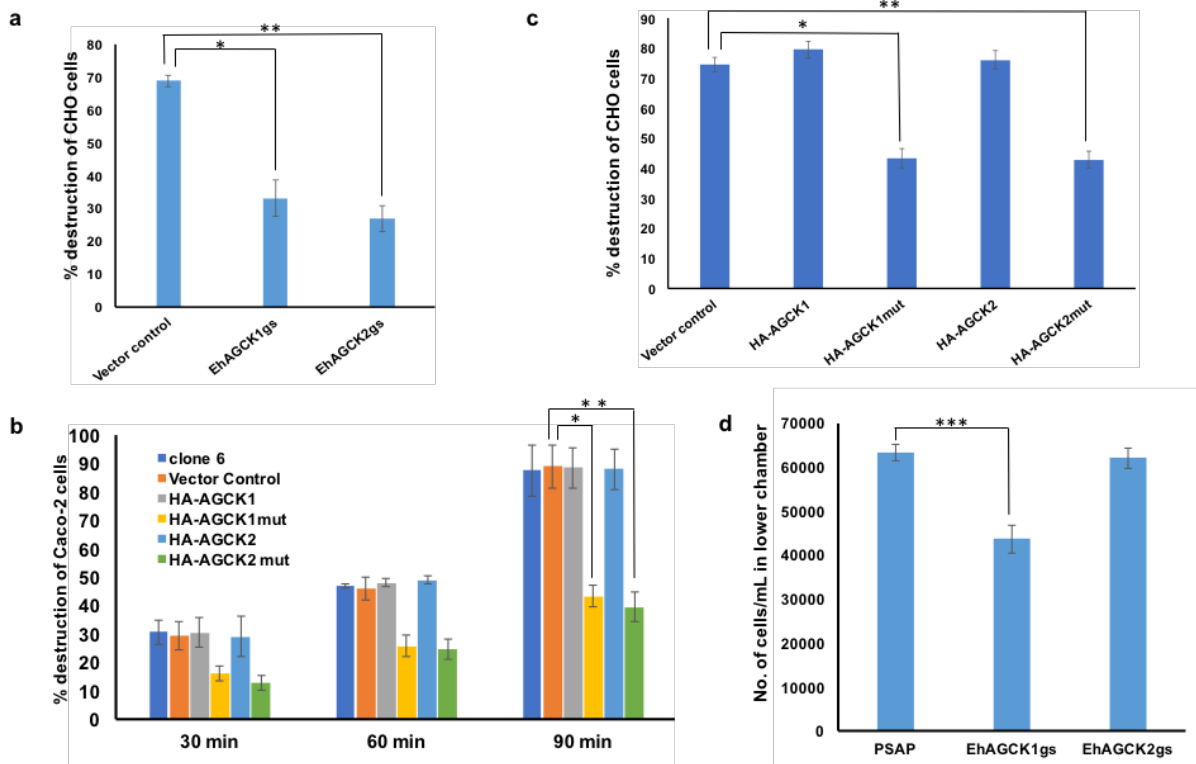 a
% destruction of CHO cells
80
70
60
50
40
30
20
10
0
*
**
Vector control
EhAGCK1gs
EhAGCK2gs
c
% destruction of CHO cells
90
80
70
60
50
40
30
20
10
0
*
**
Vector control
HA-AGCK1
HA-AGCK1mut
HA-AGCK2
HA-AGCK2mut
b
% destruction of Caco-2 cells
100
90
80
70
60
50
40
30
20
10
0
clone 6
Vector Control
HA-AGCK1
HA-AGCK1mut
HA-AGCK2
HA-AGCK2 mut
* *
*
30 min
60 min
90 min
d
No. of cells/mL in lower chamber
70000
60000
50000
40000
30000
20000
10000
0
***
PSAP
EhAGCK1gs
EhAGCK2gs